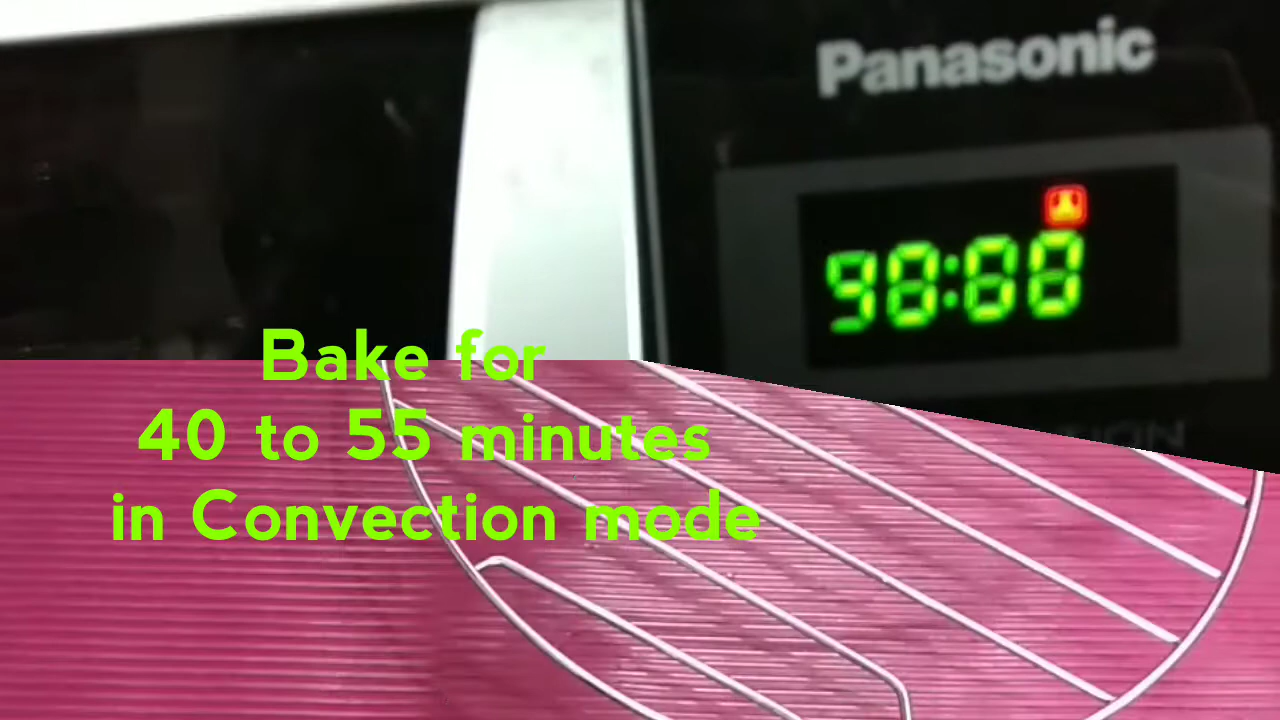 Panasonic
90:00
Bake for
40 to 55 minutes
in Convection mode